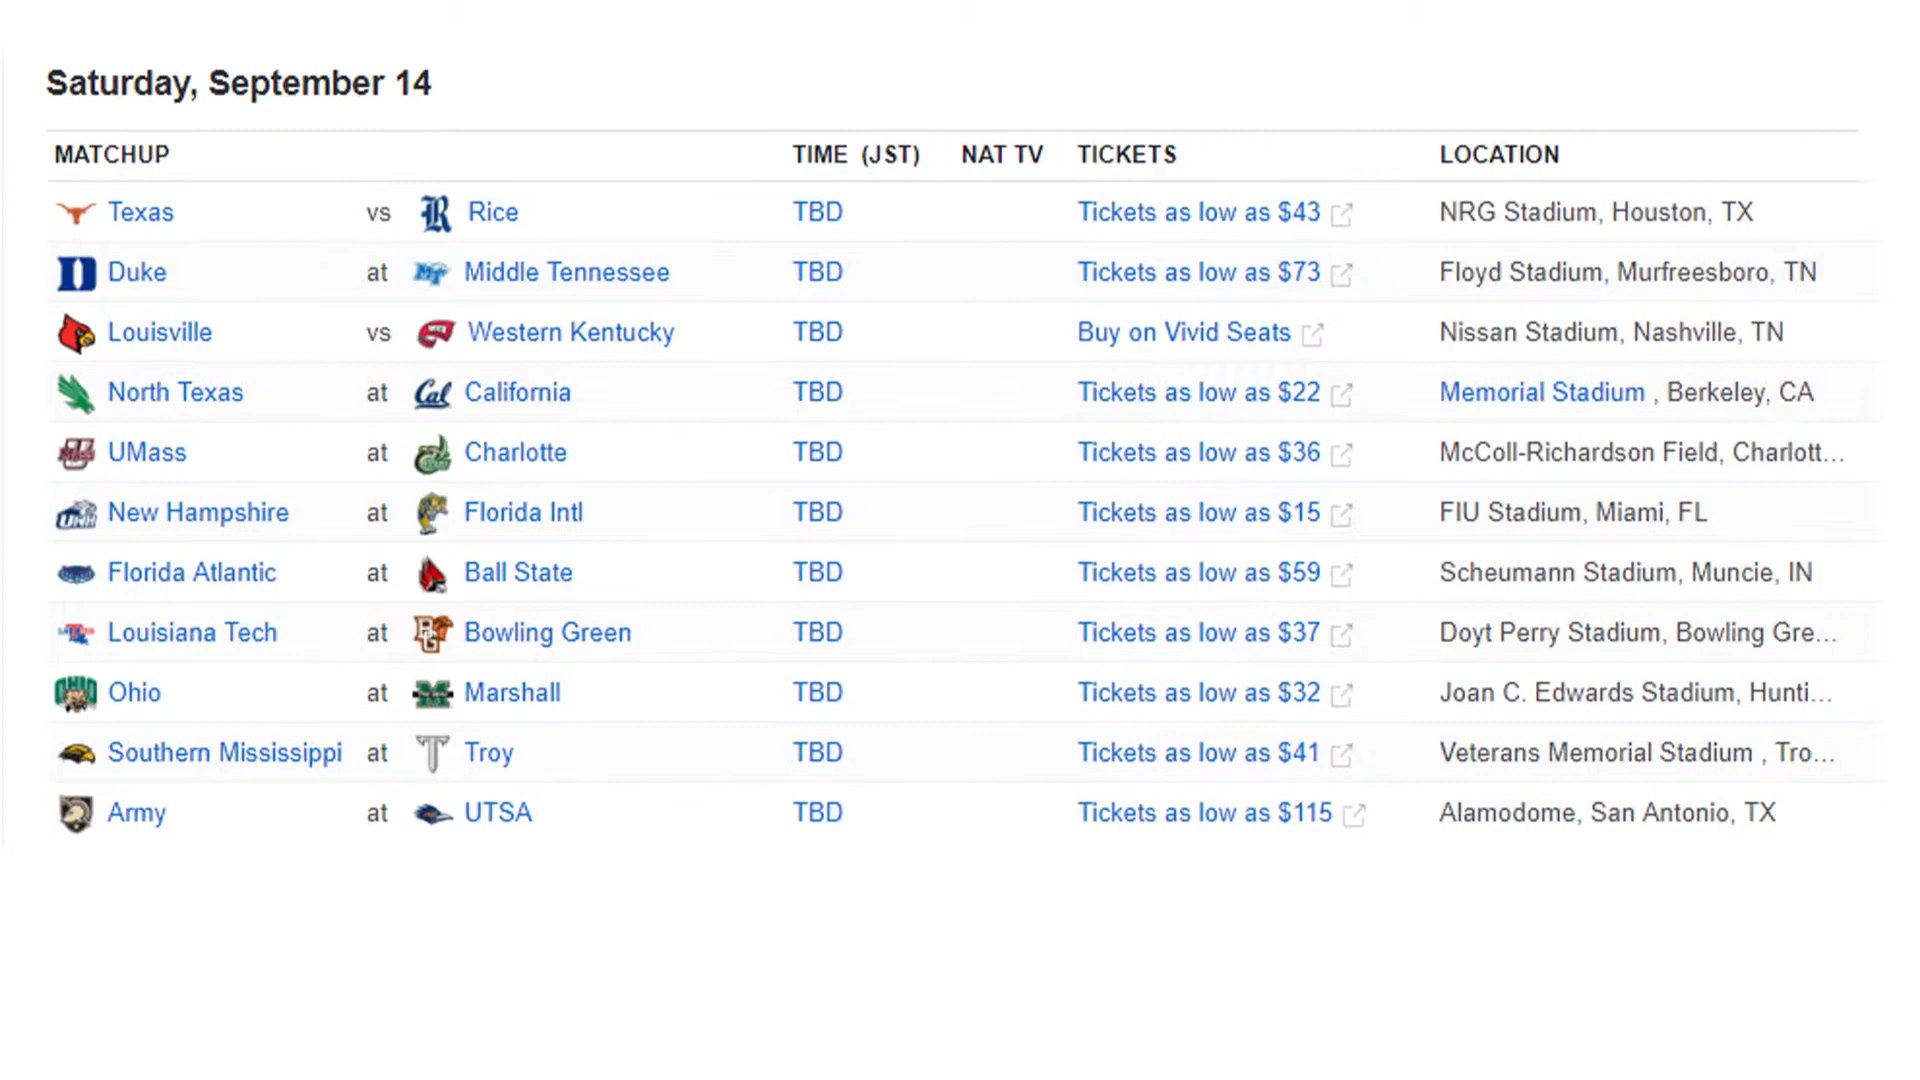 Saturday, September 14
MATCHUP TIME (JST) NAT TV TICKETS LOCATION
Texas vs Rice TBD Tickets as low as $43 NRG Stadium, Houston, TX
Duke at Middle Tennessee TBD Tickets as low as $73 Floyd Stadium, Murfreesboro, TN
Louisville vs Western Kentucky TBD Buy on Vivid Seats Nissan Stadium, Nashville, TN
North Texas at Cal California TBD Tickets as low as $22 Memorial Stadium , Berkeley, CA
UMass at Charlotte TBD Tickets as low as $36 McColl-Richardson Field, Charlott...
UNH New Hampshire at Florida Intl TBD Tickets as low as $15 FIU Stadium, Miami, FL
Florida Atlantic at Ball State TBD Tickets as low as $59 Scheumann Stadium, Muncie, IN
Louisiana Tech at BG Bowling Green TBD Tickets as low as $37 Doyt Perry Stadium, Bowling Gre...
OHIO Ohio at Marshall TBD Tickets as low as $32 Joan C. Edwards Stadium, Hunti...
Southern Mississippi at Troy TBD Tickets as low as $41 Veterans Memorial Stadium , Tro...
Army at UTSA TBD Tickets as low as $115 Alamodome, San Antonio, TX